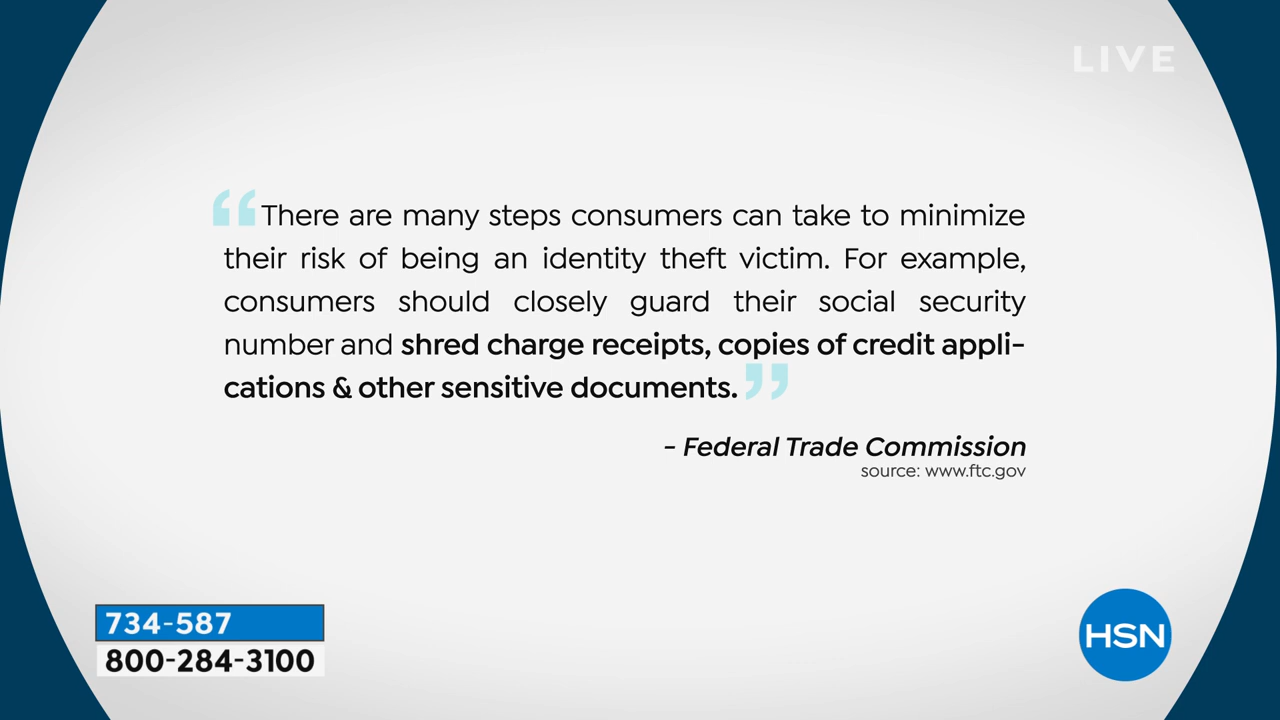 LIVE
“There are many steps consumers can take to minimize
their risk of being an identity theft victim. For example,
consumers should closely guard their social security
number and shred charge receipts, copies of credit appli-
cations & other sensitive documents.”
- Federal Trade Commission
source: www.ftc.gov
734-587
800-284-3100
HSN